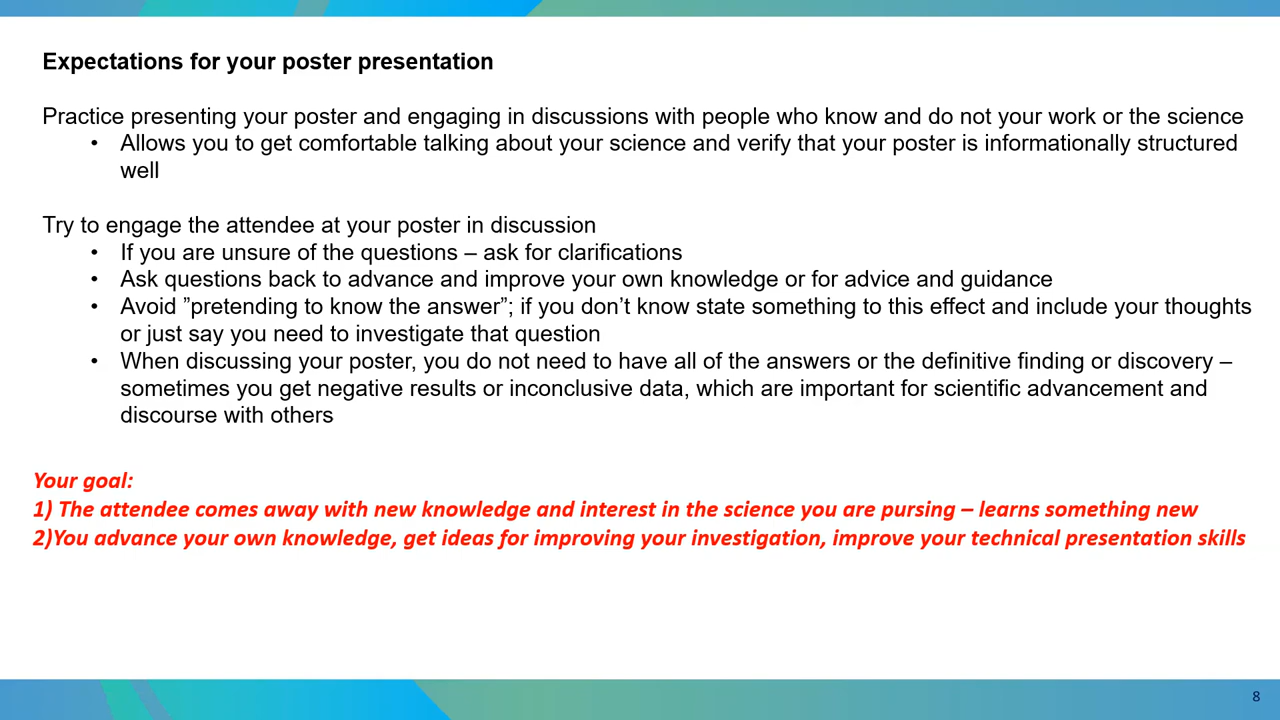 Expectations for your poster presentation
Practice presenting your poster and engaging in discussions with people who know and do not your work or the science
• Allows you to get comfortable talking about your science and verify that your poster is informationally structured
well
Try to engage the attendee at your poster in discussion
• If you are unsure of the questions – ask for clarifications
• Ask questions back to advance and improve your own knowledge or for advice and guidance
• Avoid ”pretending to know the answer”; if you don’t know state something to this effect and include your thoughts
or just say you need to investigate that question
• When discussing your poster, you do not need to have all of the answers or the definitive finding or discovery –
sometimes you get negative results or inconclusive data, which are important for scientific advancement and
discourse with others
Your goal:
1) The attendee comes away with new knowledge and interest in the science you are pursing – learns something new
2)You advance your own knowledge, get ideas for improving your investigation, improve your technical presentation skills
8